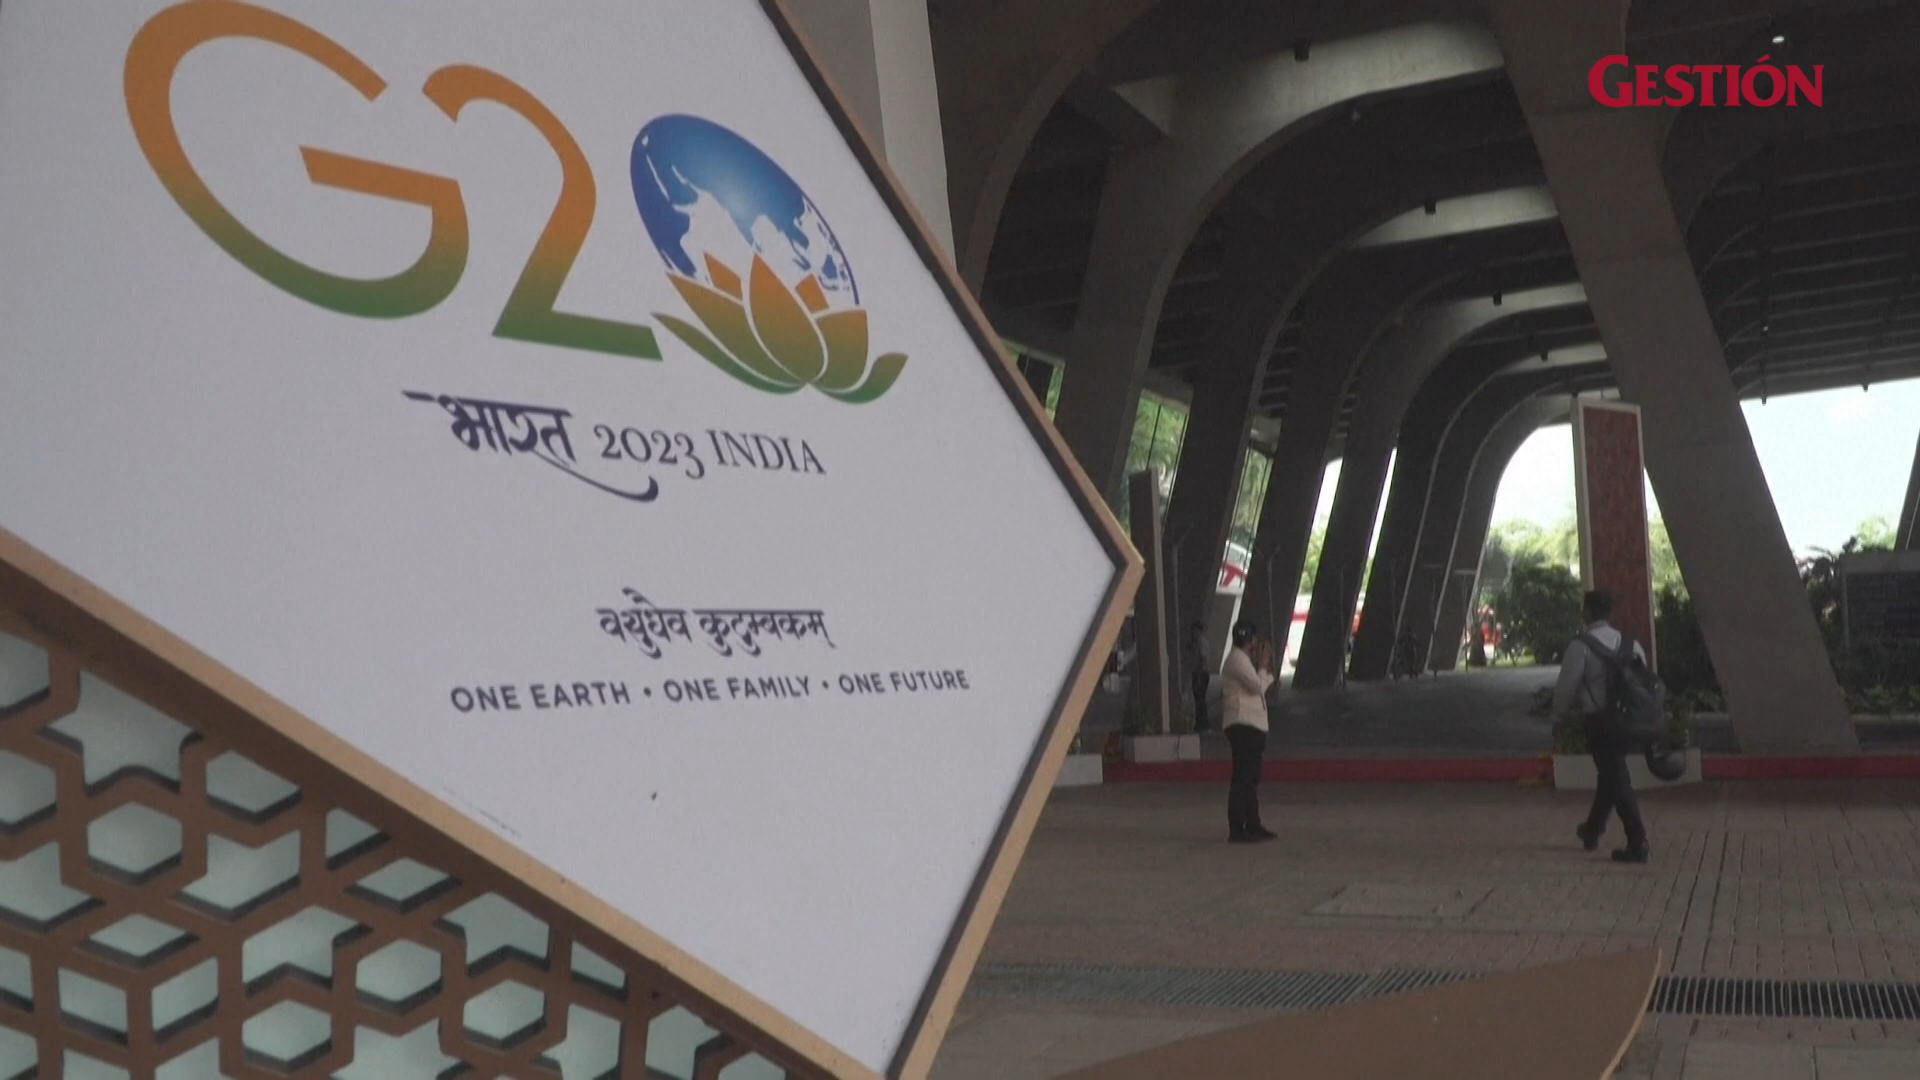 G20
भारत 2023 INDIA
वसुधैव कुटुम्बकम्
ONE EARTH • ONE FAMILY • ONE FUTURE
GESTIÓN